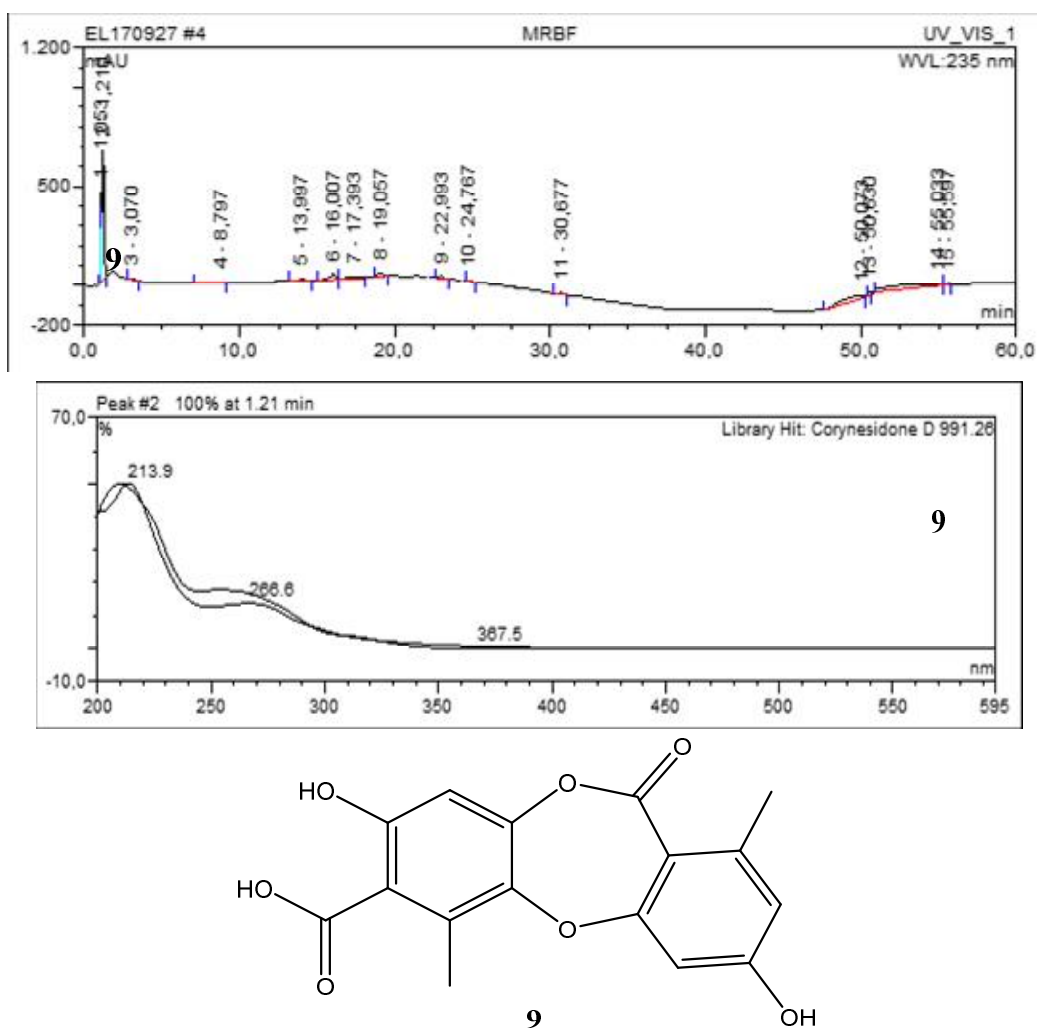 EL170927 #4 MRBF UV_VIS_1
1.200
mAU
WVL:235 nm
500
-200
3 - 3,070
4 - 8,797
5 - 13,997
6 - 16,007
7 - 17,393
8 - 19,057
9 - 22,993
10 - 24,767
11 - 30,677
9
min
0,0 10,0 20,0 30,0 40,0 50,0 60,0
Peak #2 100% at 1.21 min
70,0
%
Library Hit: Corynesidone D 991.26
213.9
9
266.6
367.5
-10,0
nm
200 250 300 350 400 450 500 550 595
O
HO
O
HO
O
O
OH
9